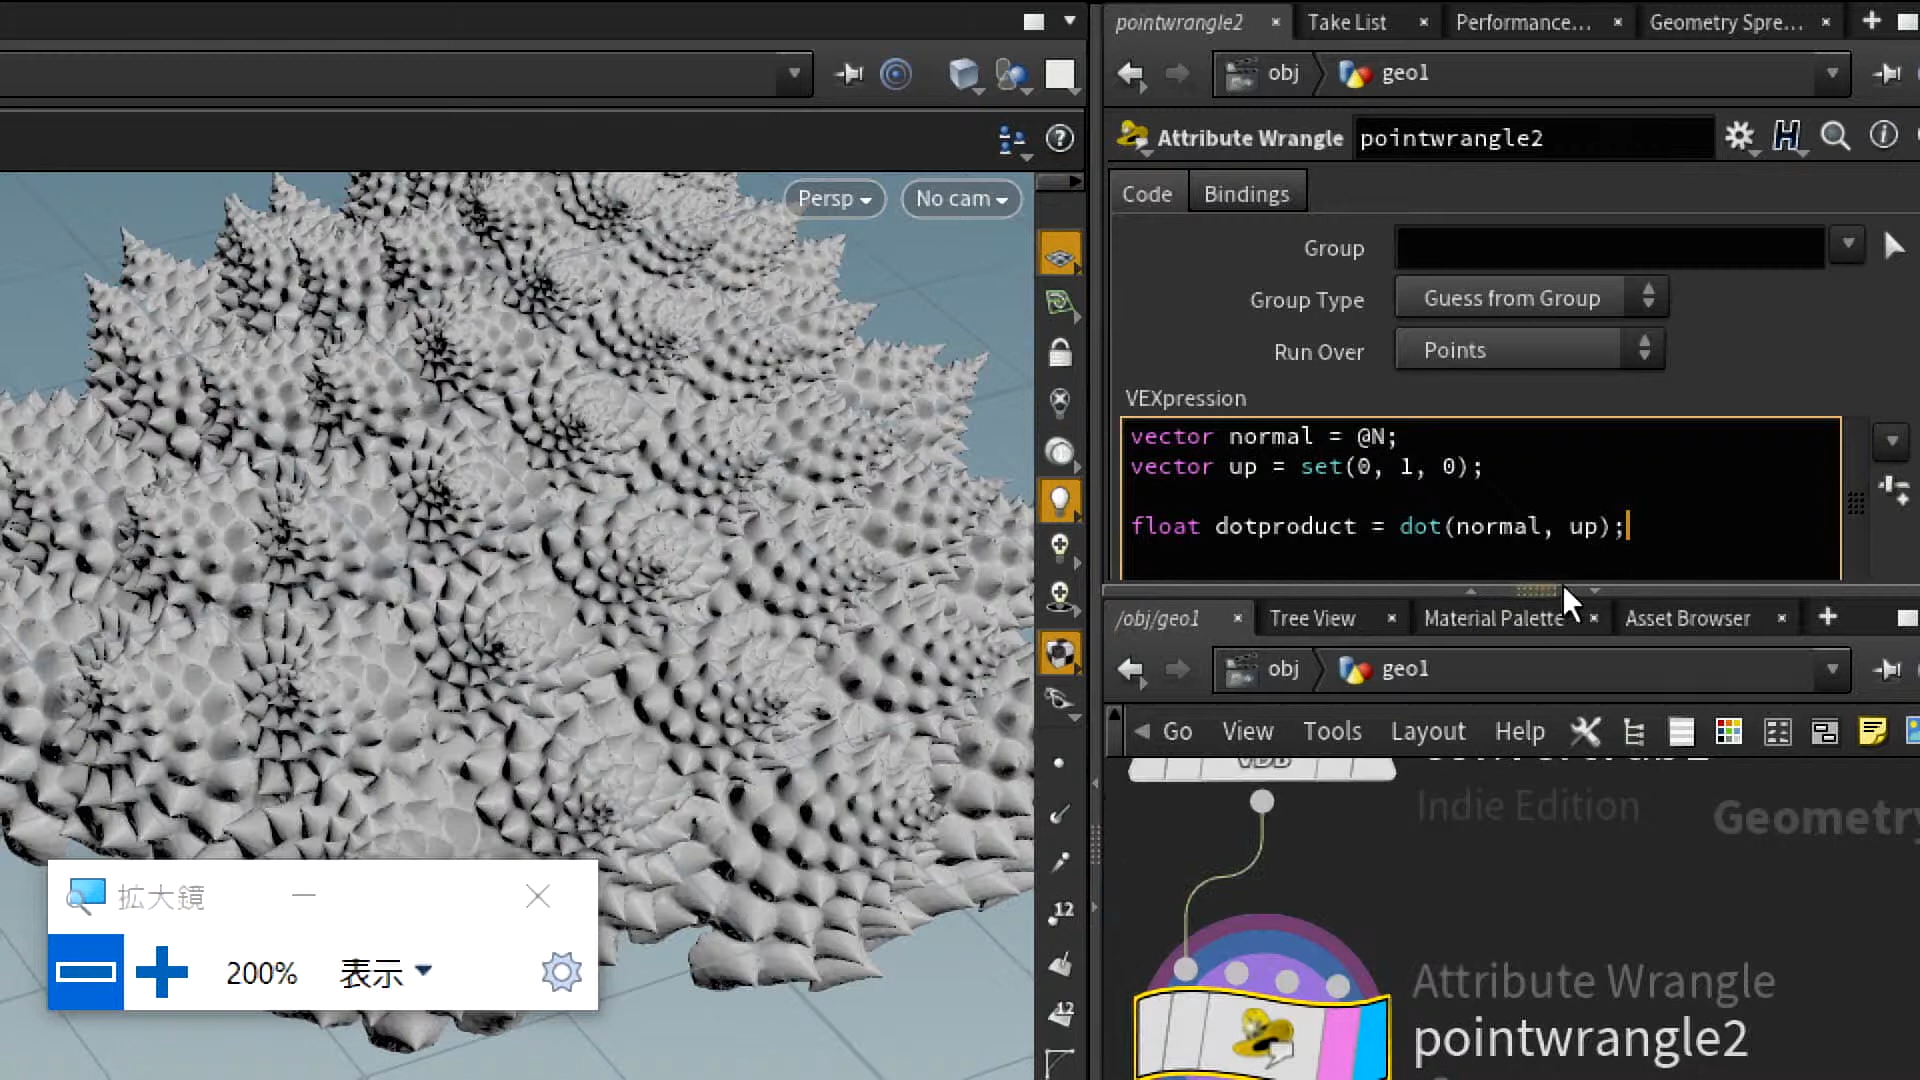 pointwrangle2
Take List
Performance...
Geometry Spre...
obj
geo1
Attribute Wrangle
pointwrangle2
Code
Bindings
Persp
No cam
Group
Group Type
Guess from Group
Run Over
Points
VEXpression
vector normal = @N;
vector up = set(0, 1, 0);
float dotproduct = dot(normal, up);
/obj/geo1
Tree View
Material Palette
Asset Browser
obj
geo1
Go
View
Tools
Layout
Help
VDB
Indie Edition
Geometry
拡大鏡
200%
表示
12
12
Attribute Wrangle
pointwrangle2